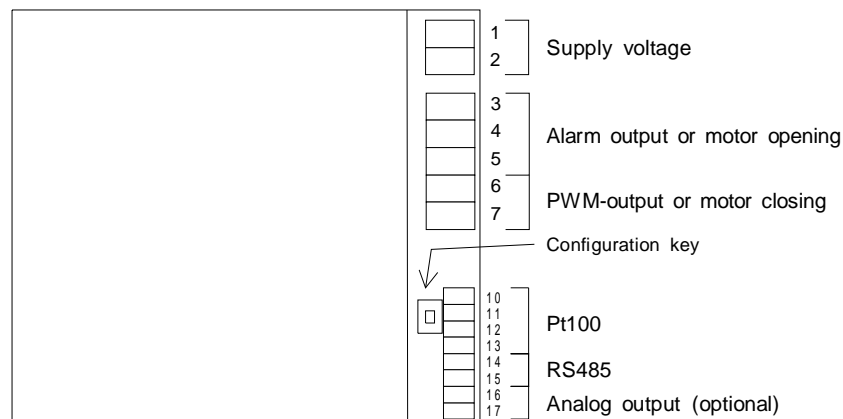 1
2
Supply voltage
3
4
5
Alarm output or motor opening
6
7
PWM-output or motor closing
Configuration key
10
11
12
13
Pt100
14
15
RS485
16
17
Analog output (optional)